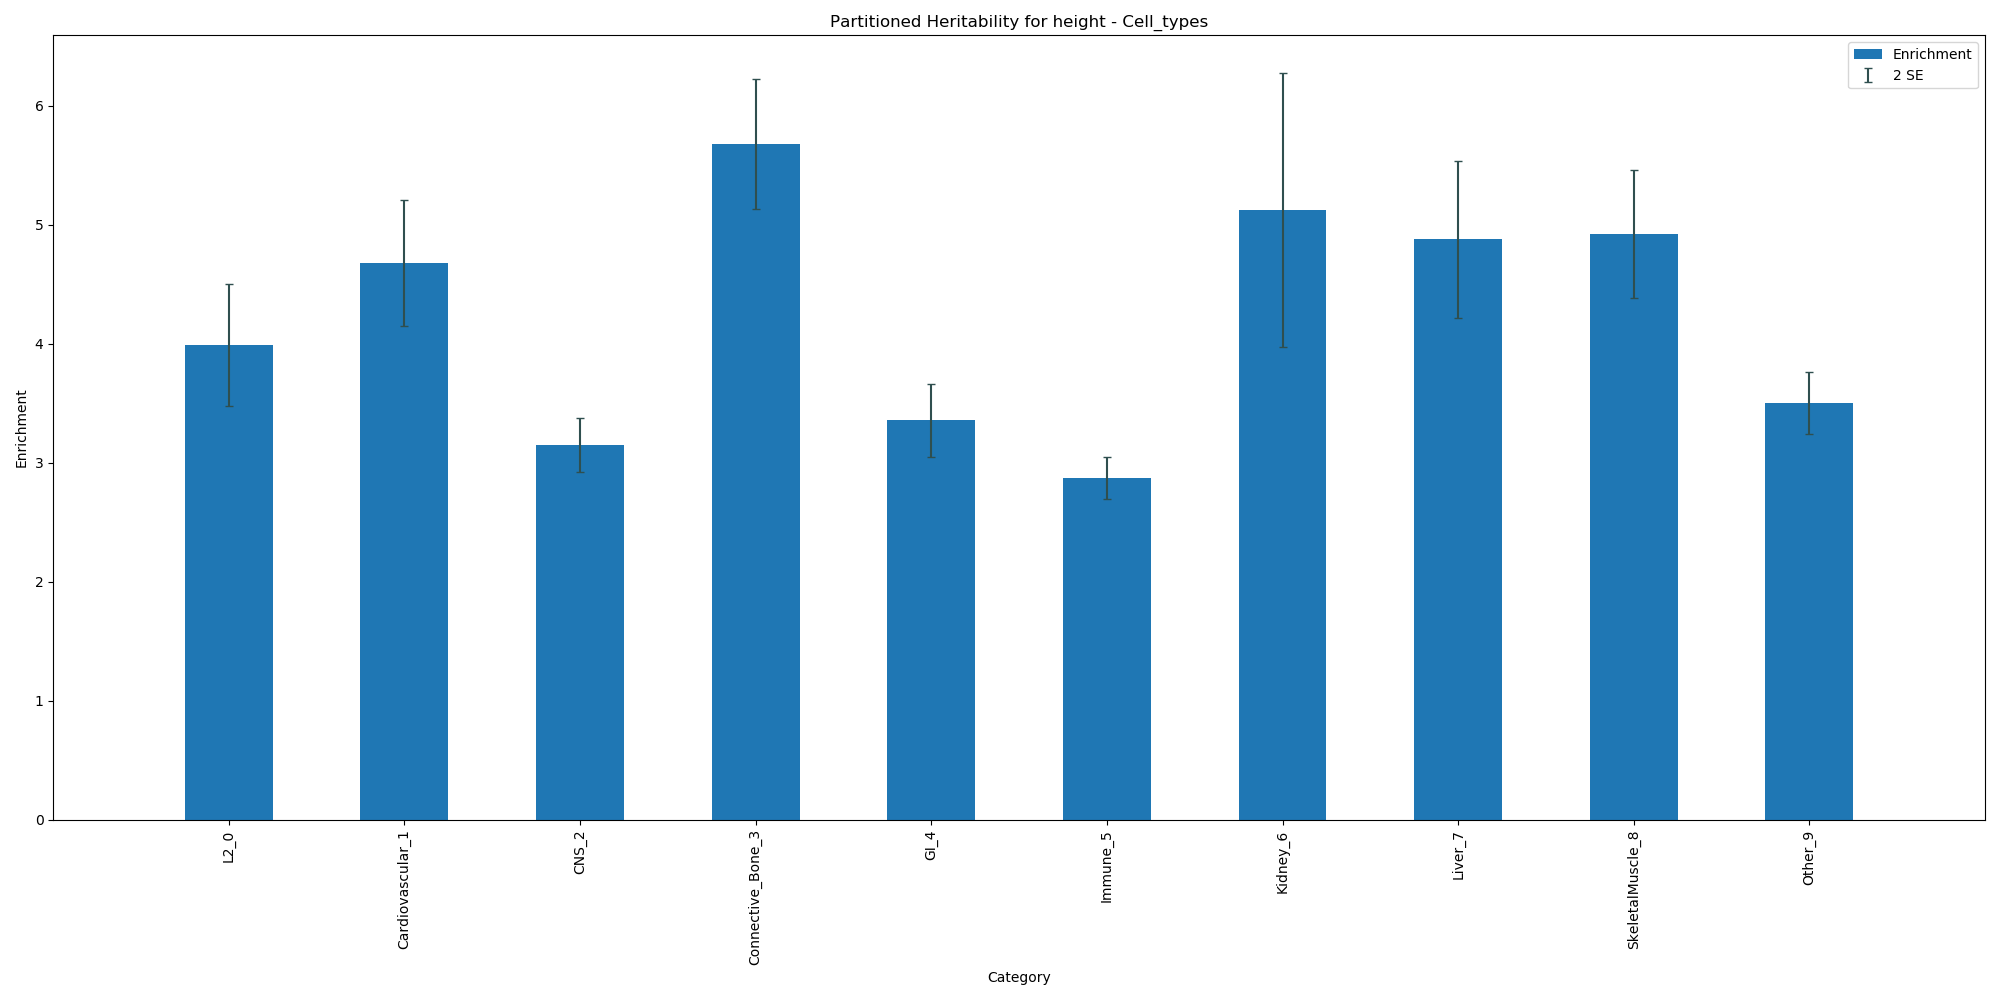 Partitioned Heritability for height - Cell_types
Enrichment
2 SE
Enrichment
6
5
4
3
2
1
0
L2_0
Cardiovascular_1
CNS_2
Connective_Bone_3
GI_4
Immune_5
Kidney_6
Liver_7
SkeletalMuscle_8
Other_9
Category